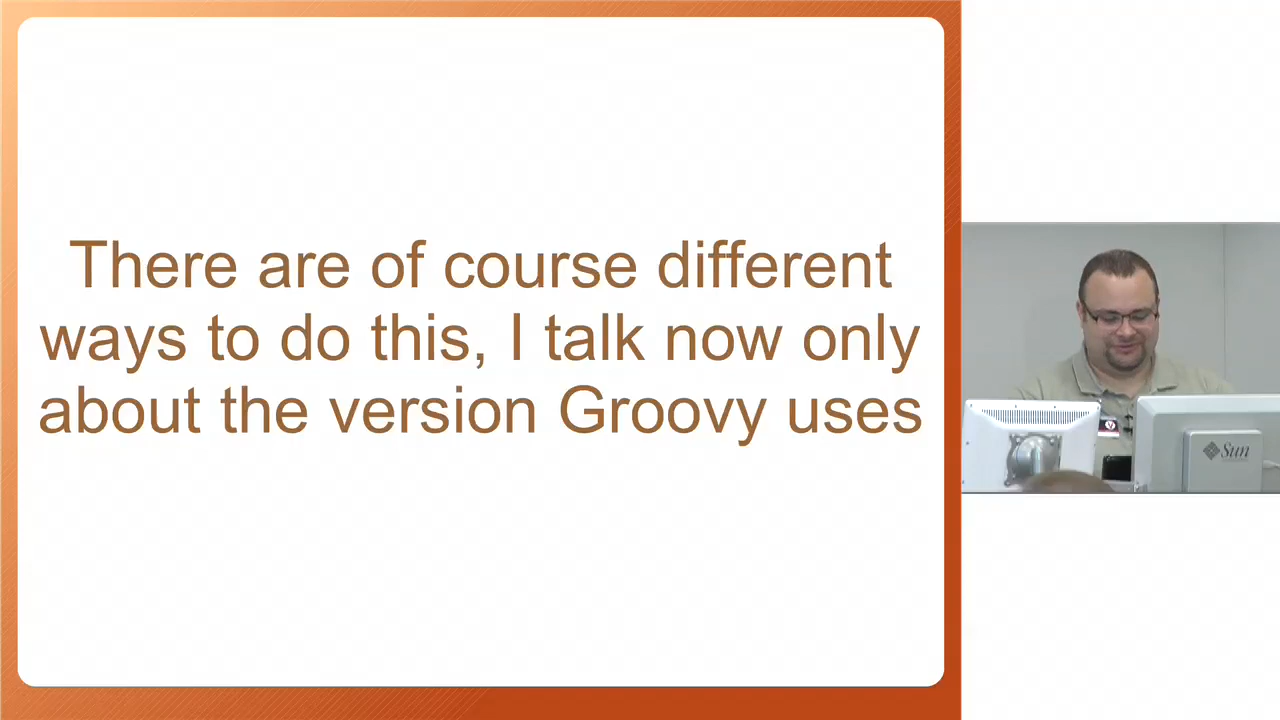 There are of course different
ways to do this, I talk now only
about the version Groovy uses
Sun